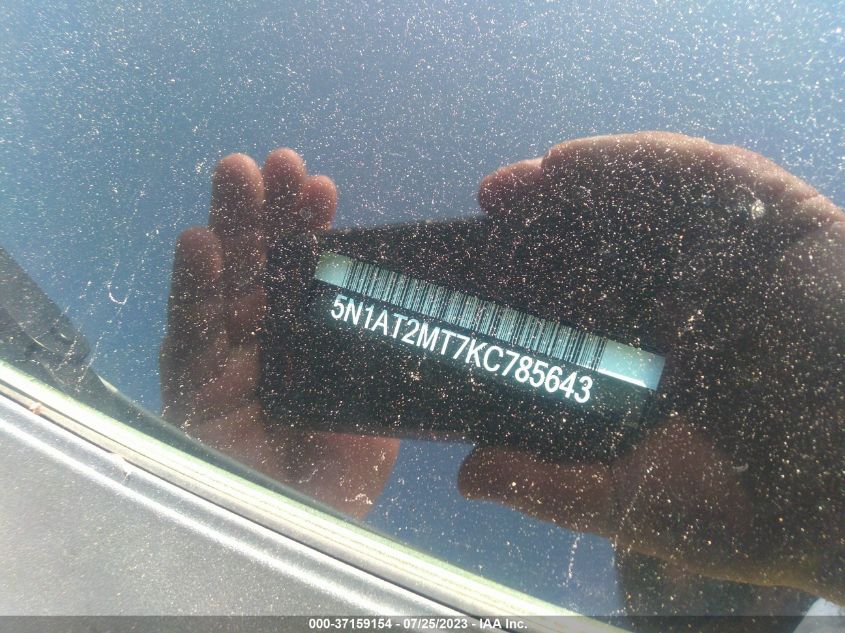 5N1AT2MT7KC785643
000-37159154 - 07/25/2023 - IAA Inc.